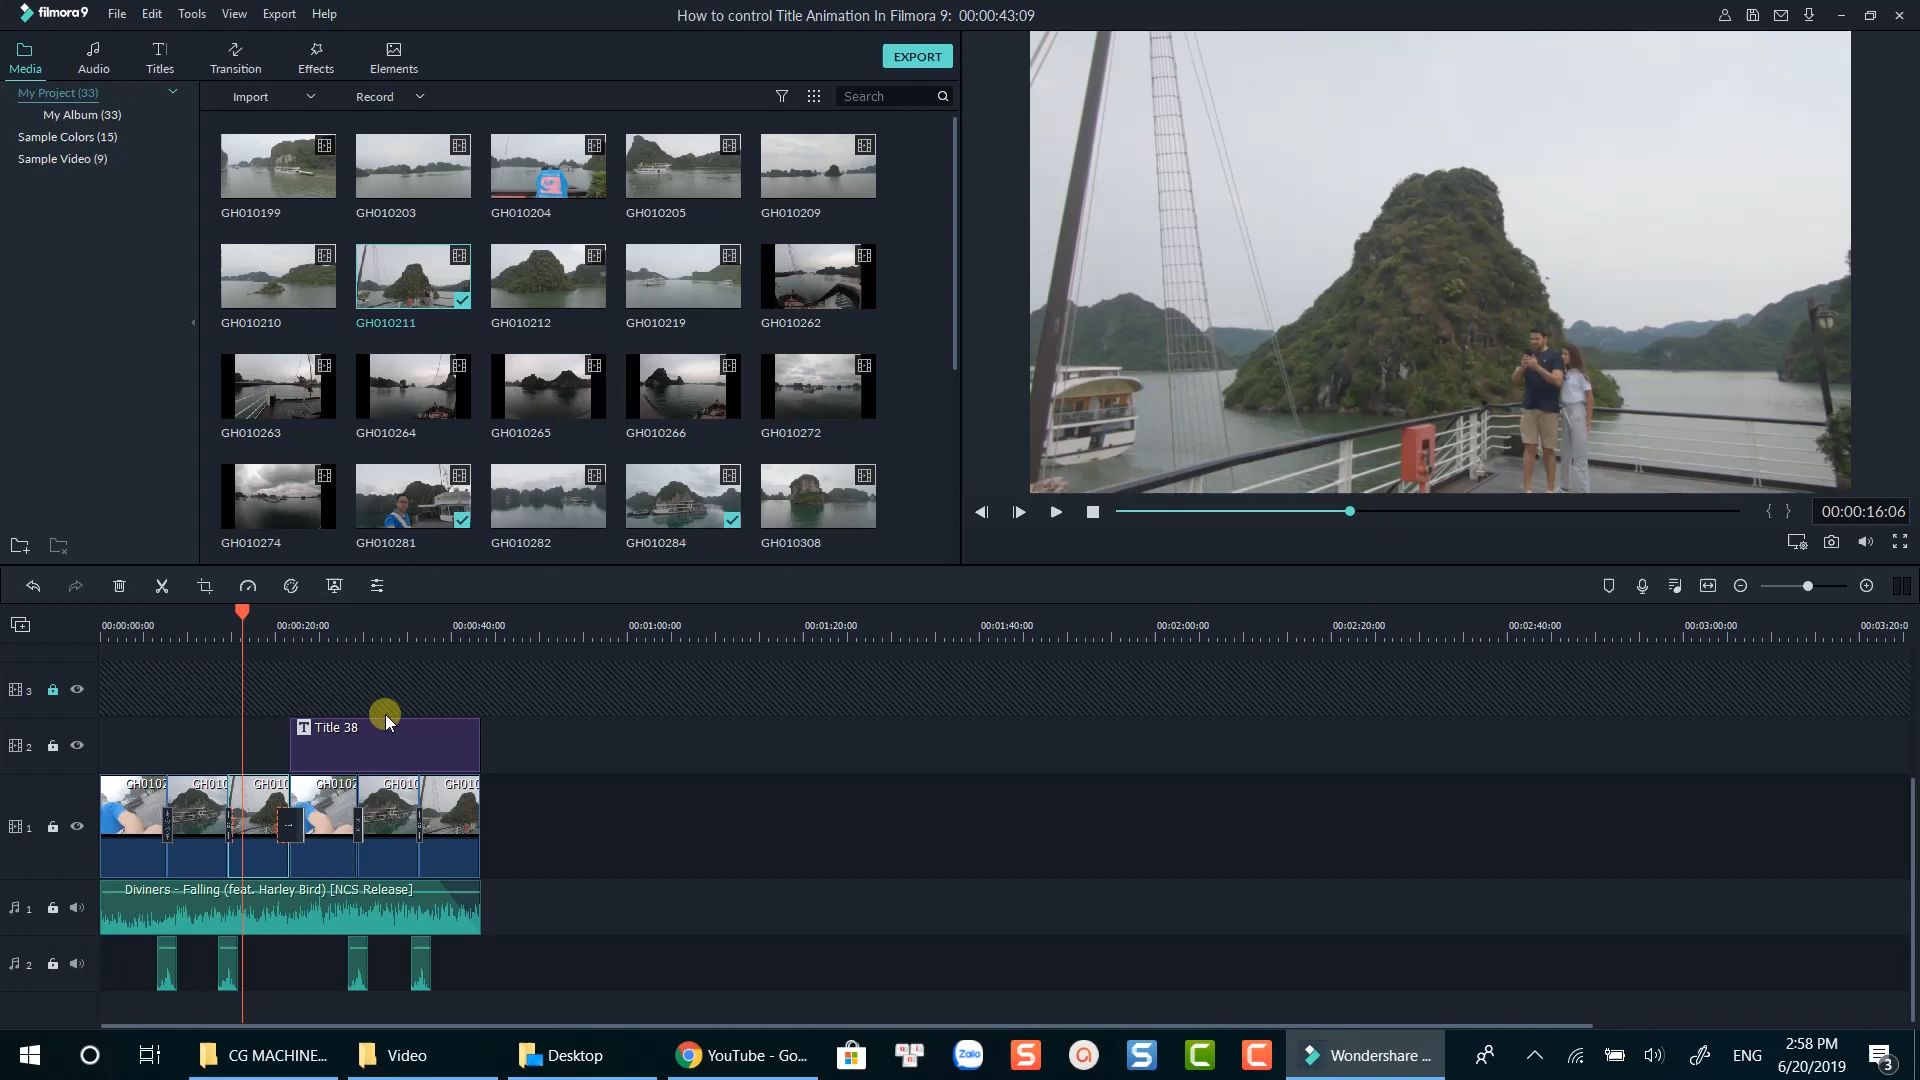 filmora9 File Edit Tools View Export Help How to control Title Animation In Filmora 9: 00:00:43:09
Media Audio Titles Transition Effects Elements EXPORT
My Project (33) Import Record Search
My Album (33)
Sample Colors (15)
Sample Video (9)
GH010199 GH010203 GH010204 GH010205 GH010209
GH010210 GH010211 GH010212 GH010219 GH010262
GH010263 GH010264 GH010265 GH010266 GH010272
GH010274 GH010281 GH010282 GH010284 GH010308
{ } 00:00:16:06
00:00:00:00 00:00:20:00 00:00:40:00 00:01:00:00 00:01:20:00 00:01:40:00 00:02:00:00 00:02:20:00 00:02:40:00 00:03:00:00 00:03:20:0
3
2 T Title 38
GH0102 GH010 GH010 GH0102 GH010 GH010
1
1 Diviners - Falling (feat. Harley Bird) [NCS Release]
2
CG MACHINE... Video Desktop YouTube - Go... Zalo S S C C Wondershare ... ENG 2:58 PM
6/20/2019 3